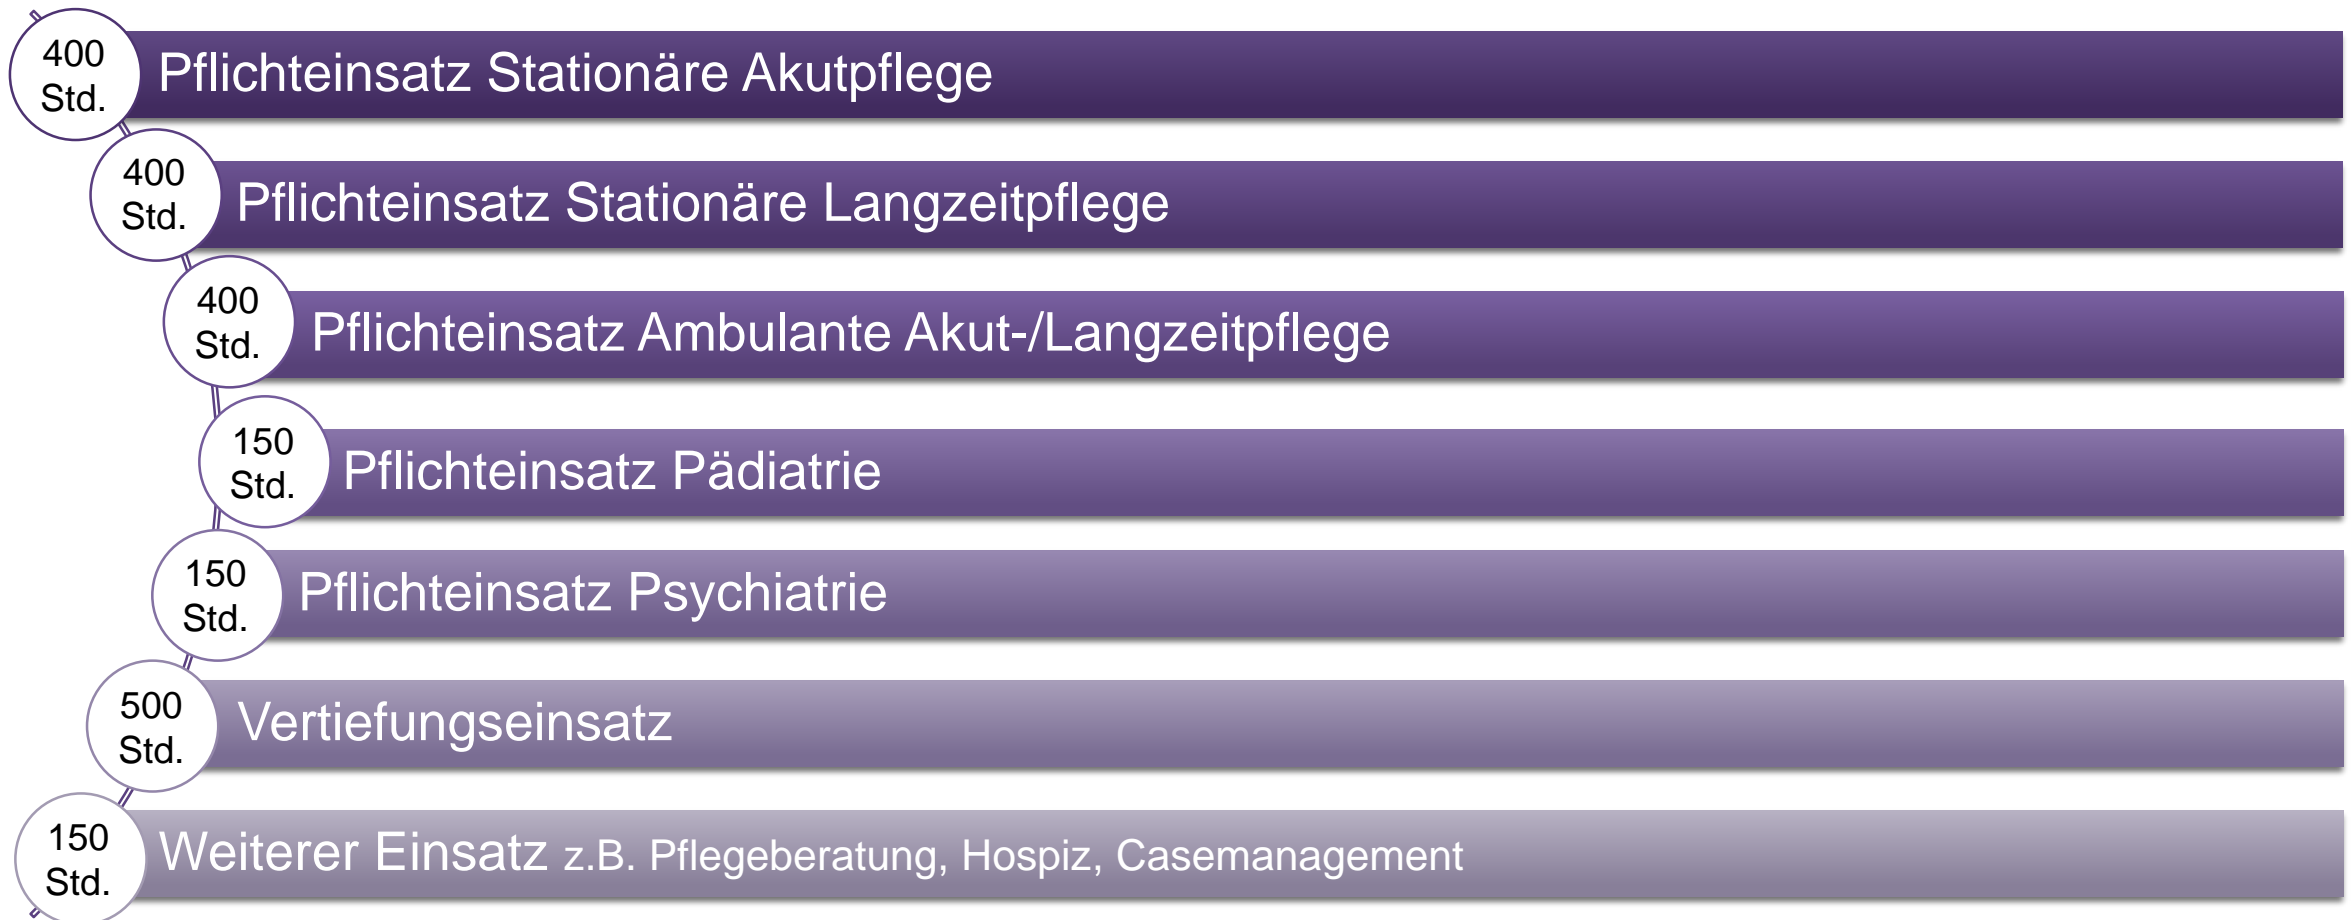 400
Std.
Pflichteinsatz Stationäre Akutpflege
400
Std.
Pflichteinsatz Stationäre Langzeitpflege
400
Std.
Pflichteinsatz Ambulante Akut-/Langzeitpflege
150
Std.
Pflichteinsatz Pädiatrie
150
Std.
Pflichteinsatz Psychiatrie
500
Std.
Vertiefungseinsatz
150
Std.
Weiterer Einsatz z.B. Pflegeberatung, Hospiz, Casemanagement